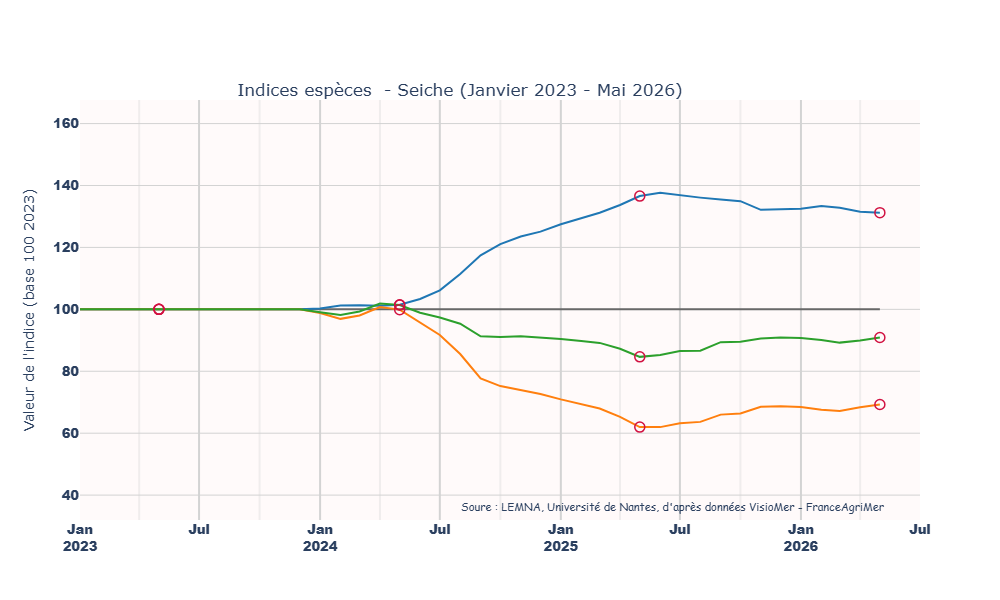 Indices espèces - Seiche (Janvier 2023 - Mai 2026)
Valeur de l'indice (base 100 2023)
160
140
120
100
80
60
40
Soure : LEMNA, Université de Nantes, d'après données VisioMer - FranceAgriMer
Jan Jul Jan Jul Jan Jul Jan Jul
2023 2024 2025 2026